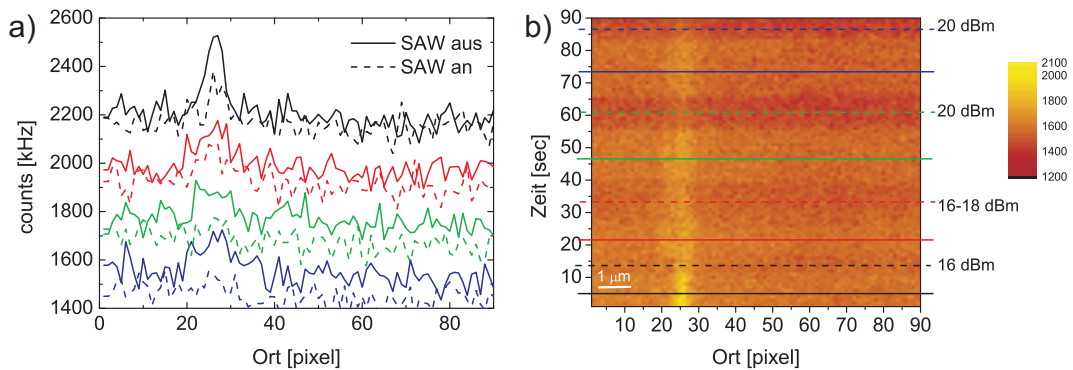 a)
2600
2400
2200
2000
1800
1600
1400
counts [kHz]
SAW aus
SAW an
0
20
40
60
80
Ort [pixel]
b)
90
80
70
60
50
40
30
20
10
Zeit [sec]
1 µm
10
20
30
40
50
60
70
80
90
Ort [pixel]
20 dBm
20 dBm
16-18 dBm
16 dBm
2100
2000
1800
1600
1400
1200